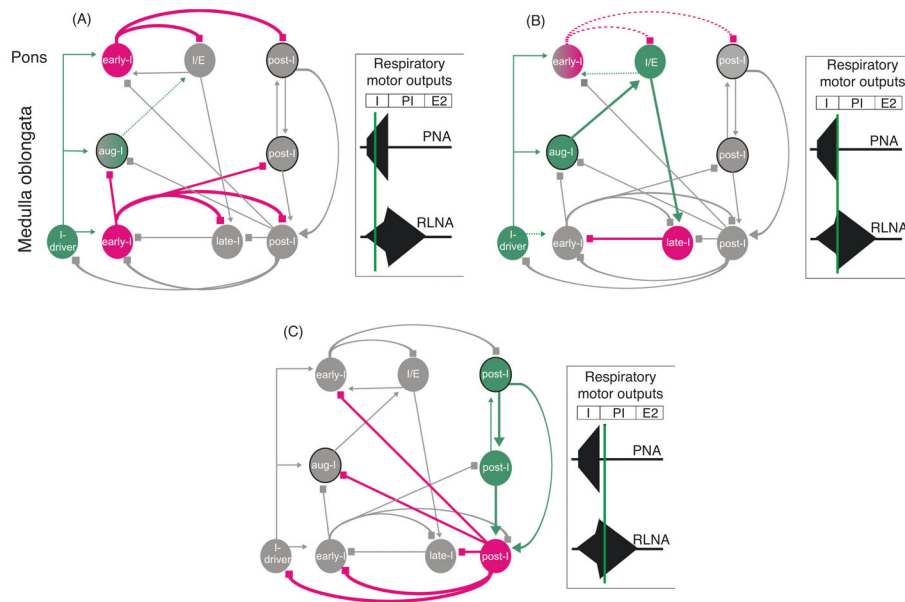 (A)
Pons
early-I
I/E
post-I
aug-I
post-I
Medulla oblongata
I-
driver
early-I
late-I
post-I
Respiratory
motor outputs
I PI E2
PNA
RLNA
(B)
early-I
I/E
post-I
aug-I
post-I
I-
driver
early-I
late-I
post-I
Respiratory
motor outputs
I PI E2
PNA
RLNA
(C)
early-I
I/E
post-I
aug-I
post-I
I-
driver
early-I
late-I
post-I
Respiratory
motor outputs
I PI E2
PNA
RLNA